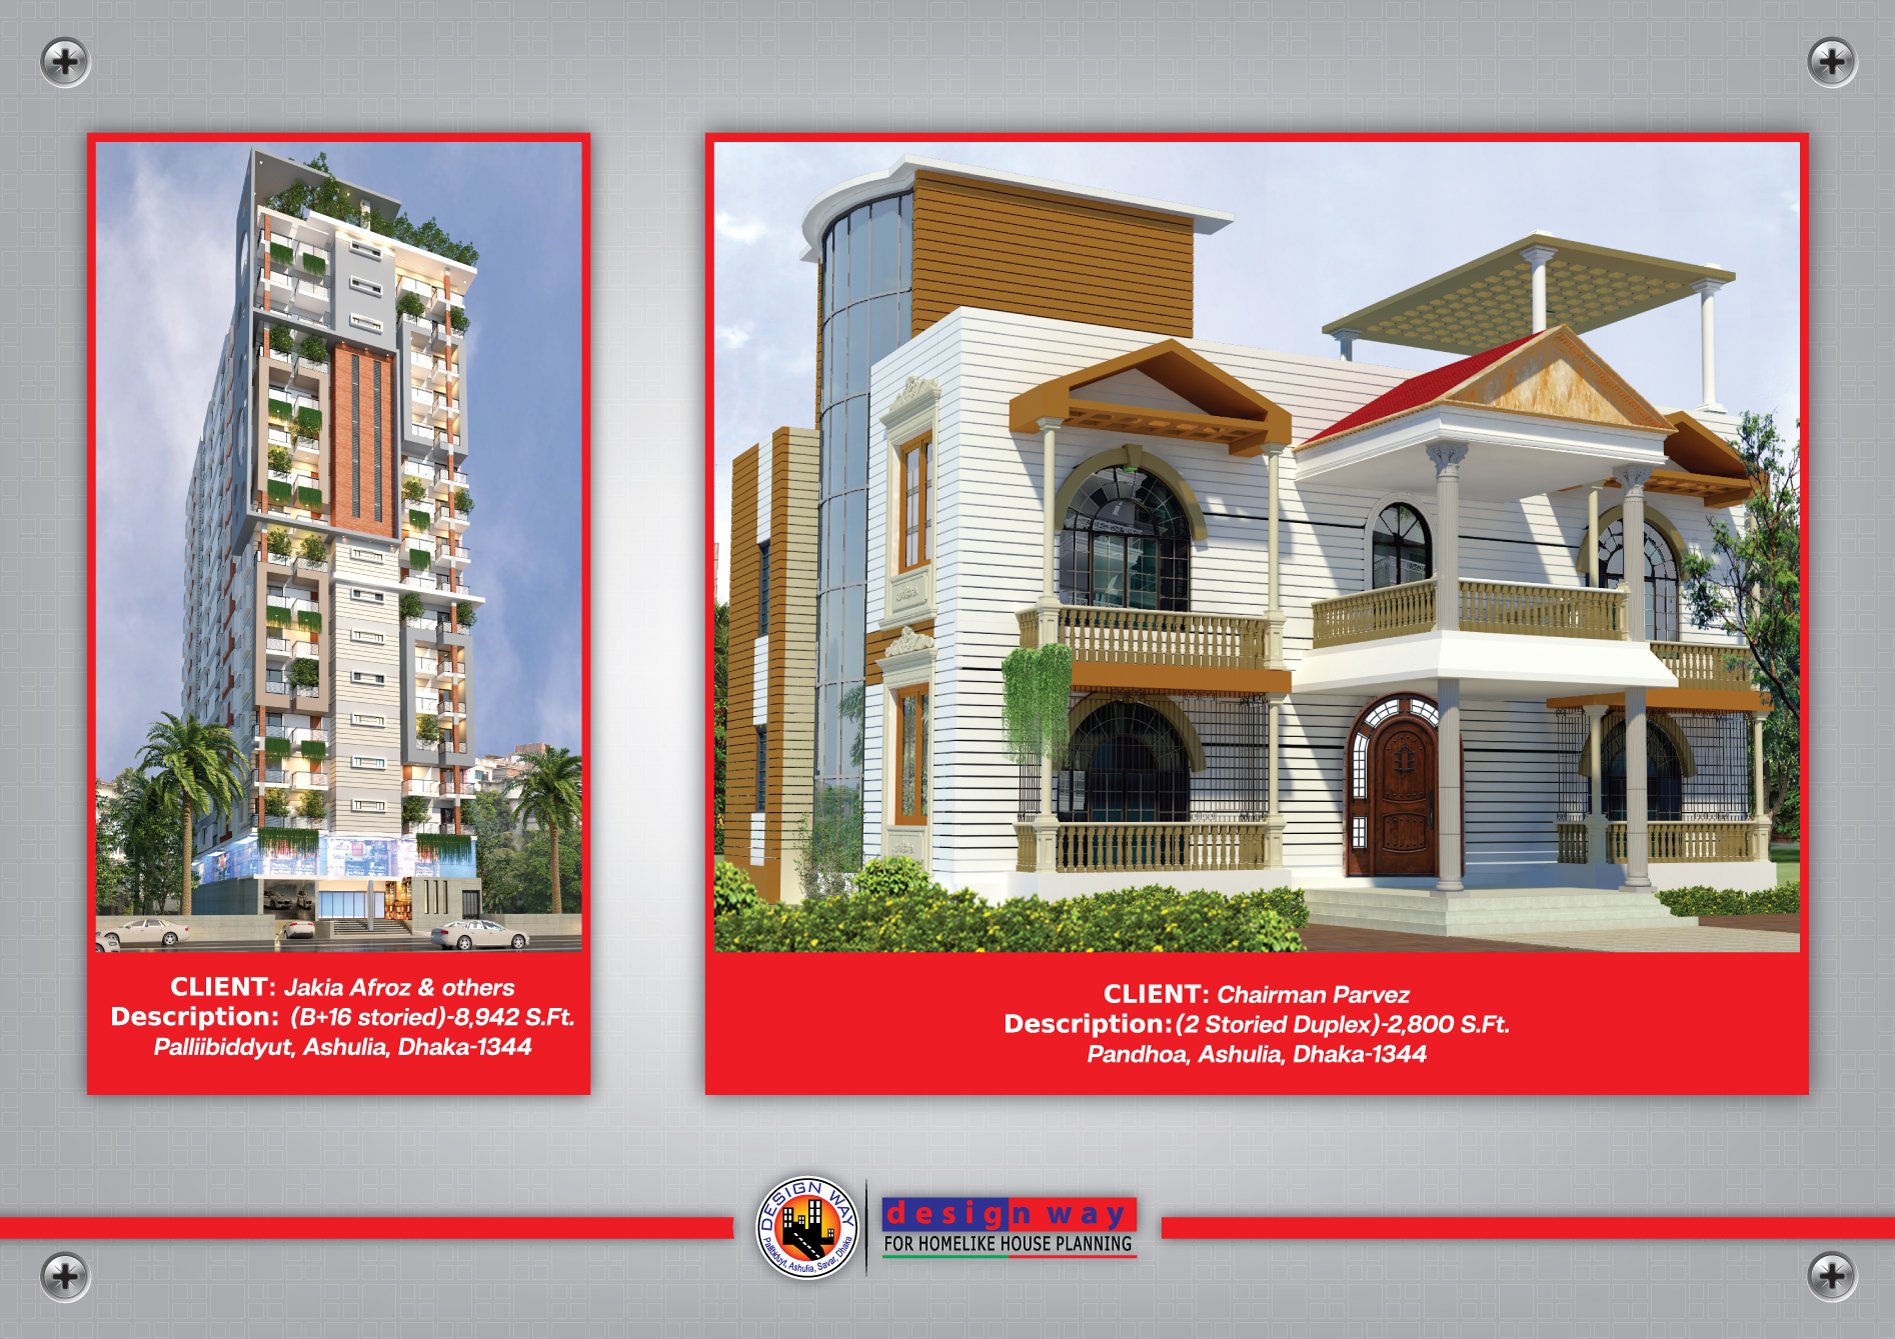 CLIENT: Jakia Afroz & others
Description: (B+16 storied)-8,942 S.Ft.
Palliibiddyut, Ashulia, Dhaka-1344
CLIENT: Chairman Parvez
Description:(2 Storied Duplex)-2,800 S.Ft.
Pandhoa, Ashulia, Dhaka-1344
DESIGN WAY
Pallibidyut, Ashulia, Savar, Dhaka
design way
FOR HOMELIKE HOUSE PLANNING